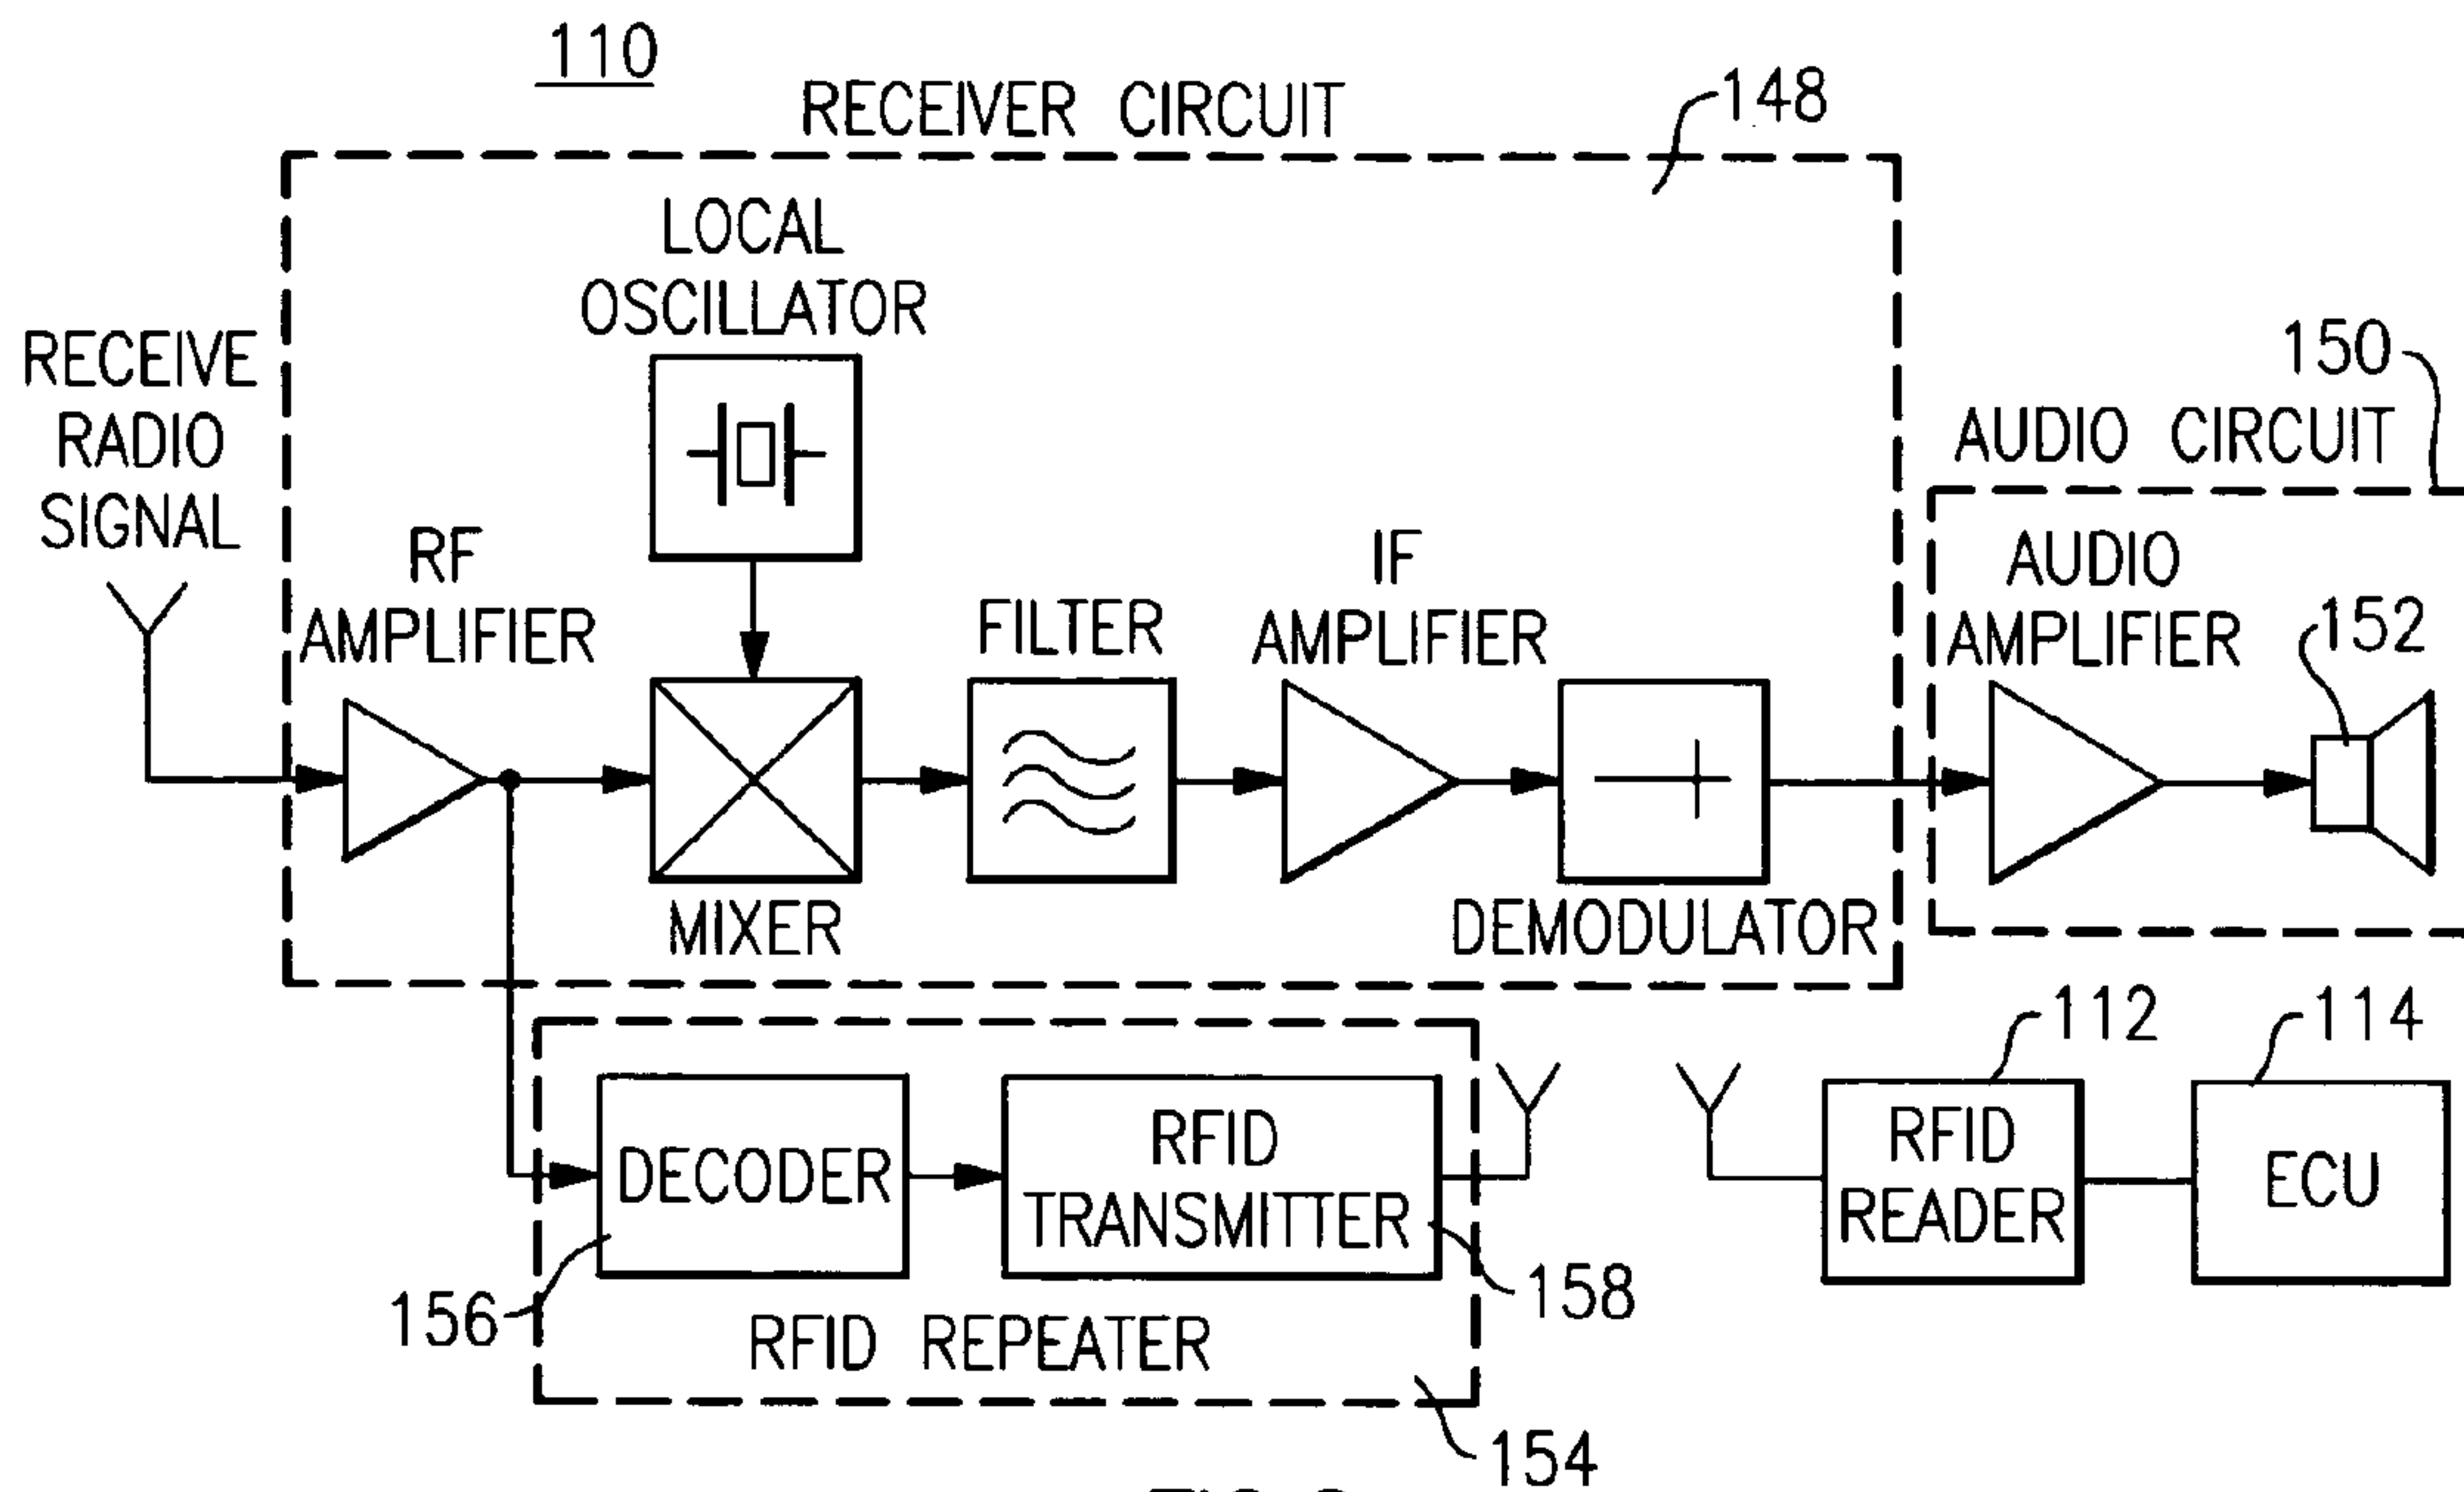 110
RECEIVER CIRCUIT
148
LOCAL
OSCILLATOR
RECEIVE
RADIO
SIGNAL
RF
AMPLIFIER
FILTER
IF
AMPLIFIER
MIXER
DEMODULATOR
150
AUDIO CIRCUIT
AUDIO
AMPLIFIER
152
DECODER
156
RFID
TRANSMITTER
158
RFID REPEATER
154
112
RFID
READER
114
ECU